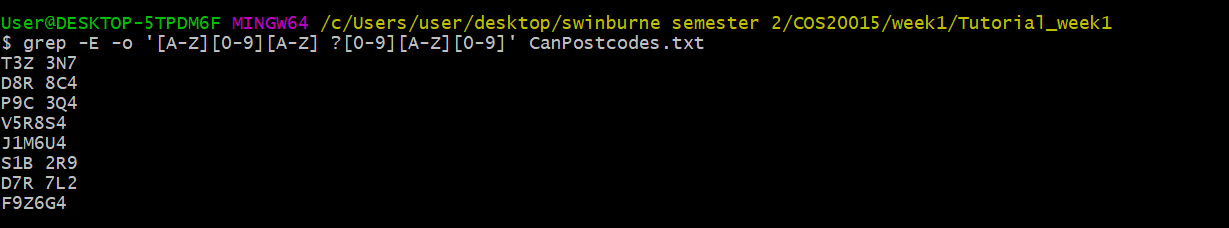 User@DESKTOP-5TPDM6F MINGW64 /c/Users/user/desktop/swinburne semester 2/COS20015/week1/Tutorial_week1
$ grep -E -o '[A-Z][0-9][A-Z] ?[0-9][A-Z][0-9]' CanPostcodes.txt
T3Z 3N7
D8R 8C4
P9C 3Q4
V5R8S4
J1M6U4
S1B 2R9
D7R 7L2
F9Z6G4